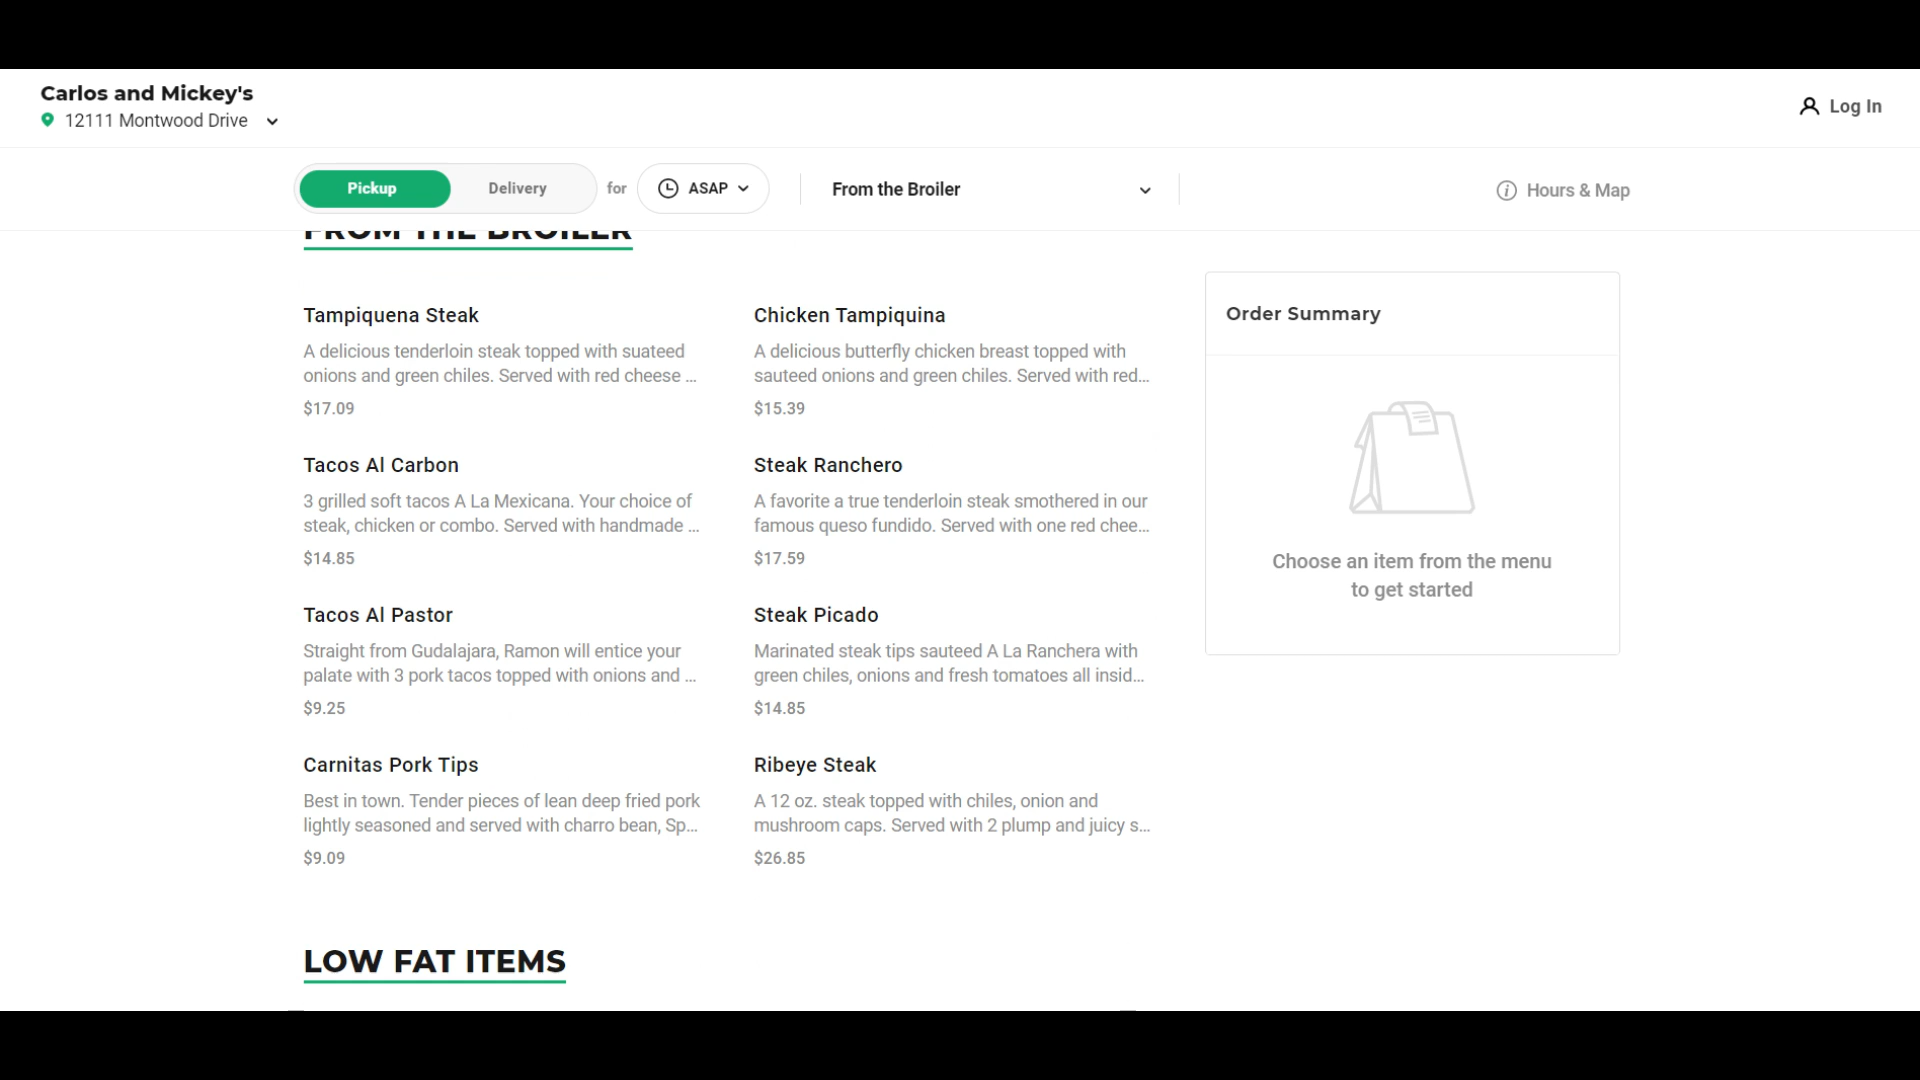 Carlos and Mickey's
12111 Montwood Drive
Log In
Pickup
Delivery
for
ASAP
From the Broiler
Hours & Map
FROM THE BROILER
Tampiquena Steak
A delicious tenderloin steak topped with suateed
onions and green chiles. Served with red cheese ...
$17.09
Chicken Tampiquina
A delicious butterfly chicken breast topped with
sauteed onions and green chiles. Served with red...
$15.39
Tacos Al Carbon
3 grilled soft tacos A La Mexicana. Your choice of
steak, chicken or combo. Served with handmade ...
$14.85
Steak Ranchero
A favorite a true tenderloin steak smothered in our
famous queso fundido. Served with one red chee...
$17.59
Tacos Al Pastor
Straight from Gudalajara, Ramon will entice your
palate with 3 pork tacos topped with onions and ...
$9.25
Steak Picado
Marinated steak tips sauteed A La Ranchera with
green chiles, onions and fresh tomatoes all insid...
$14.85
Carnitas Pork Tips
Best in town. Tender pieces of lean deep fried pork
lightly seasoned and served with charro bean, Sp...
$9.09
Ribeye Steak
A 12 oz. steak topped with chiles, onion and
mushroom caps. Served with 2 plump and juicy s...
$26.85
Order Summary
Choose an item from the menu
to get started
LOW FAT ITEMS